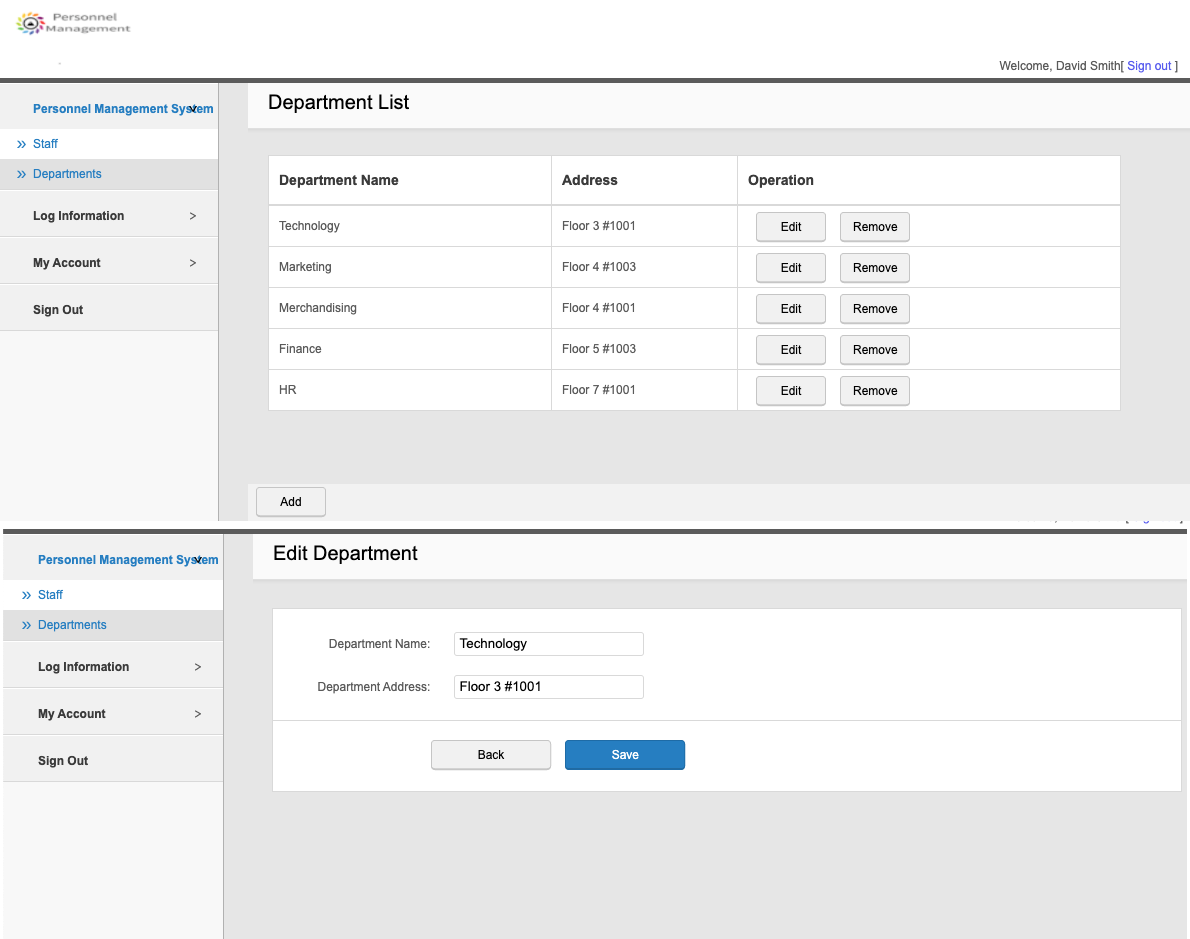 Personnel
Management
Welcome, David Smith[ Sign out ]
Personnel Management System
Department List
» Staff
» Departments
Log Information >
My Account >
Sign Out
Department Name Address Operation
Technology Floor 3 #1001 Edit Remove
Marketing Floor 4 #1003 Edit Remove
Merchandising Floor 4 #1001 Edit Remove
Finance Floor 5 #1003 Edit Remove
HR Floor 7 #1001 Edit Remove
Add
Personnel Management System
Edit Department
» Staff
» Departments
Log Information >
My Account >
Sign Out
Department Name: Technology
Department Address: Floor 3 #1001
Back Save